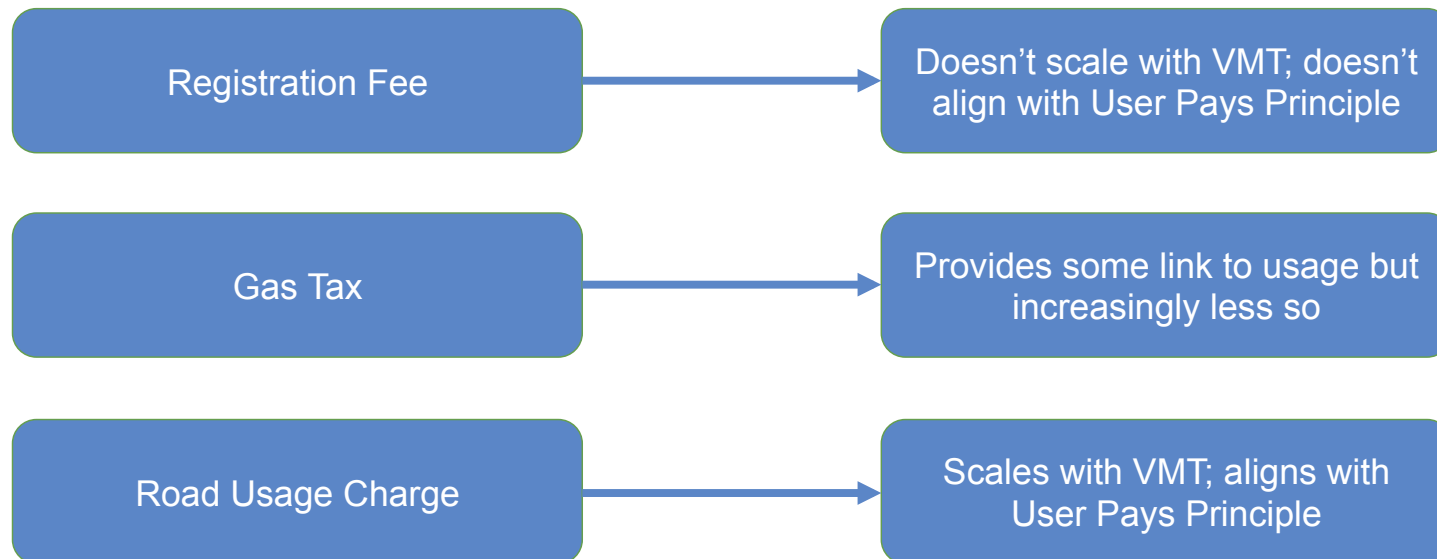 Registration Fee
Doesn’t scale with VMT; doesn’t
align with User Pays Principle
Gas Tax
Provides some link to usage but
increasingly less so
Road Usage Charge
Scales with VMT; aligns with
User Pays Principle